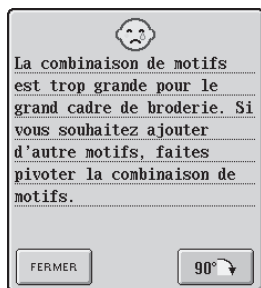 La combinaison de motifs
est trop grande pour le
grand cadre de broderie. Si
vous souhaitez ajouter
d'autre motifs, faites
pivoter la combinaison de
motifs.
FERMER
90°